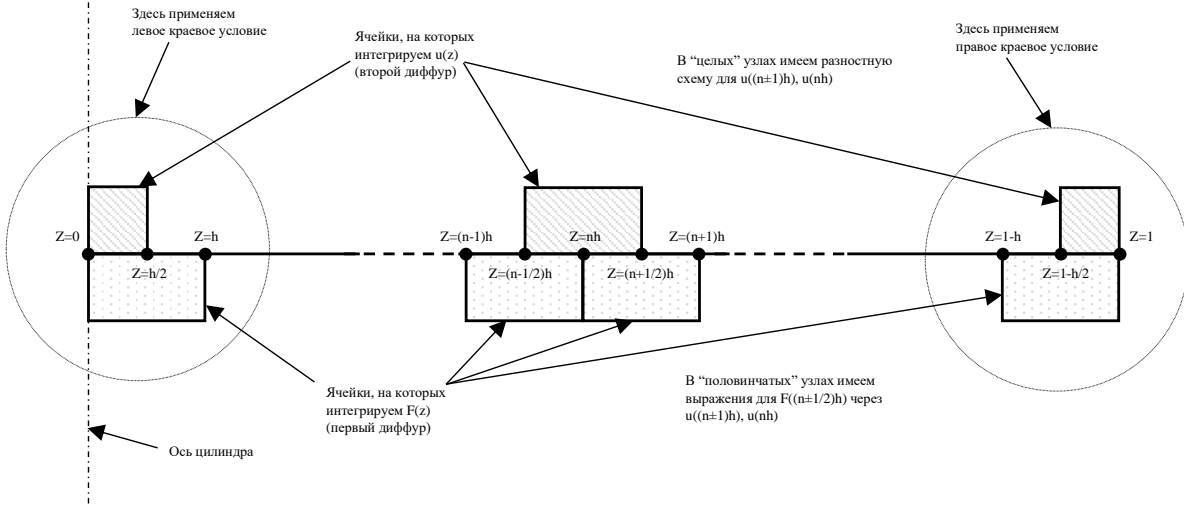 Здесь применяем
левое краевое условие
Ячейки, на которых
интегрируем u(z)
(второй диффур)
В “целых” узлах имеем разностную
схему для u((n±1)h), u(nh)
Здесь применяем
правое краевое условие
Z=0
Z=h
Z=(n-1)h
Z=nh
Z=(n+1)h
Z=1-h
Z=1
Z=h/2
Z=(n-1/2)h
Z=(n+1/2)h
Z=1-h/2
Ячейки, на которых
интегрируем F(z)
(первый диффур)
В “половинчатых” узлах имеем
выражения для F((n±1/2)h) через
u((n±1)h), u(nh)
Ось цилиндра